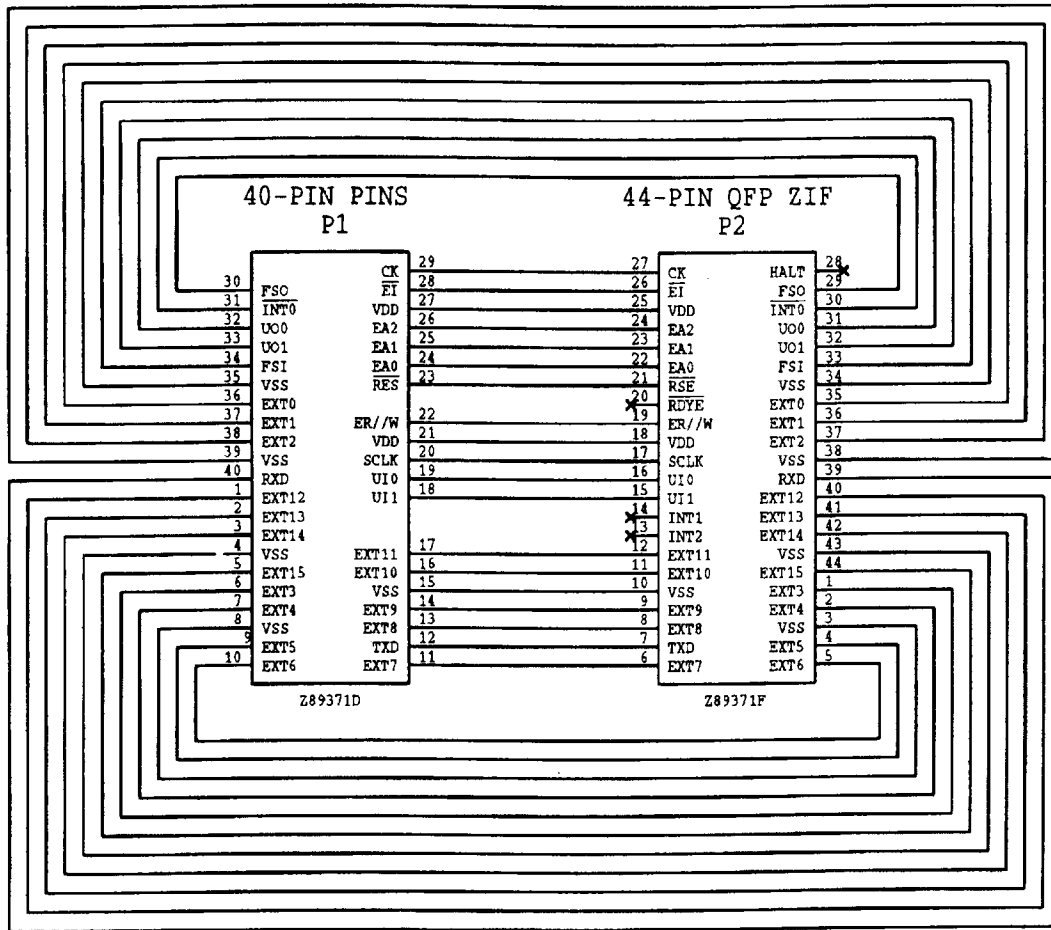 40-PIN PINS
P1
30 FSO
31 INT0
32 UO0
33 UO1
34 FSI
35 VSS
36 EXT0
37 EXT1
38 EXT2
39 VSS
40 RXD
1 EXT12
2 EXT13
3 EXT14
4 VSS
5 EXT15
6 EXT3
7 EXT4
8 VSS
9 EXT5
10 EXT6
CK 29
EI 28
VDD 27
EA2 26
EA1 25
EA0 24
RES 23
ER//W 22
VDD 21
SCLK 20
UI0 19
UI1 18
EXT11 17
EXT10 16
VSS 15
EXT9 14
EXT8 13
TXD 12
EXT7 11
Z89371D
44-PIN QFP ZIF
P2
27 CK
26 EI
25 VDD
24 EA2
23 EA1
22 EA0
21 RSE
20 RDYE
19 ER//W
18 VDD
17 SCLK
16 UI0
15 UI1
14 INT1
13 INT2
12 EXT11
11 EXT10
10 VSS
9 EXT9
8 EXT8
7 TXD
6 EXT7
HALT 28
FSO 29
INT0 30
UO0 31
UO1 32
FSI 33
VSS 34
EXT0 35
EXT1 36
EXT2 37
VSS 38
RXD 39
EXT12 40
EXT13 41
EXT14 42
VSS 43
EXT15 44
EXT3 1
EXT4 2
VSS 3
EXT5 4
EXT6 5
Z89371F